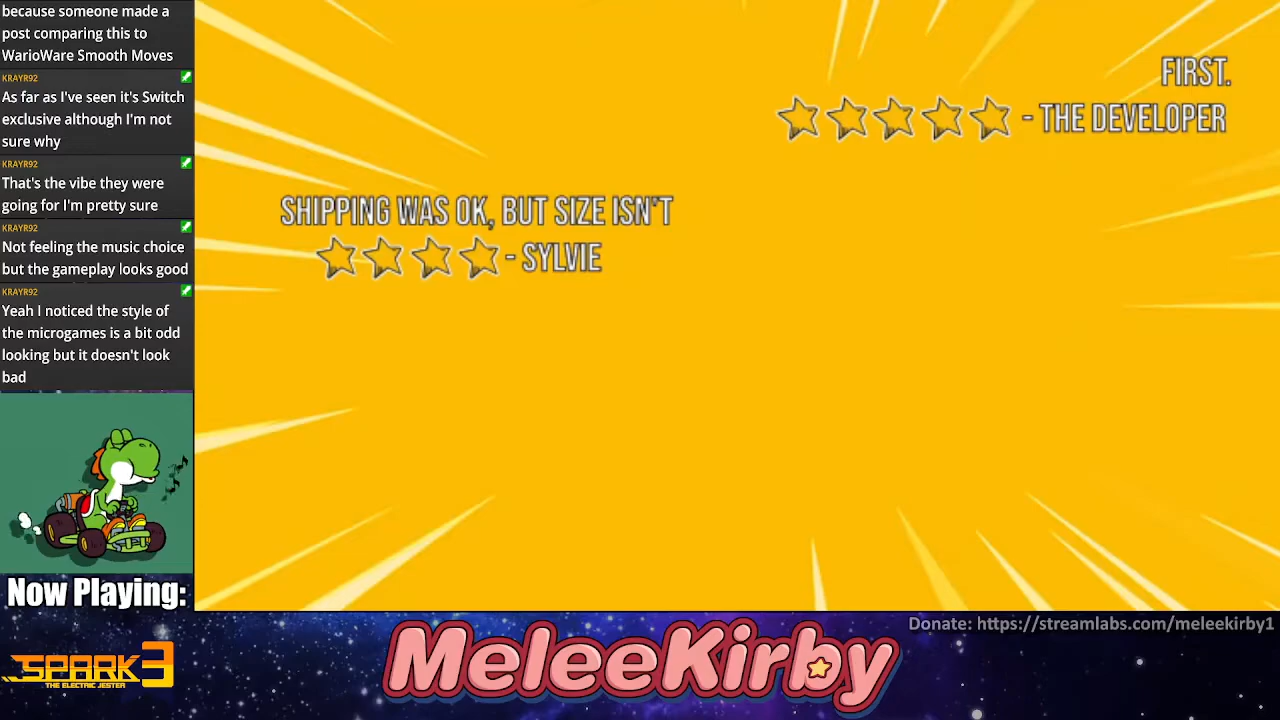 because someone made a
post comparing this to
WarioWare Smooth Moves
KRAYR92
As far as I've seen it's Switch
exclusive although I'm not
sure why
KRAYR92
That's the vibe they were
going for I'm pretty sure
KRAYR92
Not feeling the music choice
but the gameplay looks good
KRAYR92
Yeah I noticed the style of
the microgames is a bit odd
looking but it doesn't look
bad
FIRST.
- THE DEVELOPER
SHIPPING WAS OK, BUT SIZE ISN'T
- SYLVIE
Now Playing:
SPARK 3
THE ELECTRIC JESTER
MeleeKirby
Donate: https://streamlabs.com/meleekirby1